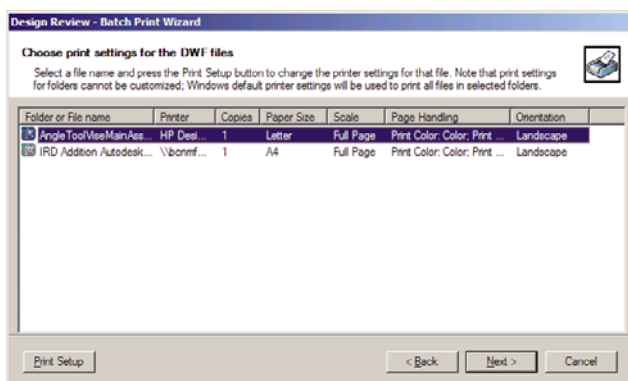 Design Review - Batch Print Wizard
Choose print settings for the DWF files
Select a file name and press the Print Setup button to change the printer settings for that file. Note that print settings
for folders cannot be customized; Windows default printer settings will be used to print all files in selected folders.
Folder or File name Printer Copies Paper Size Scale Page Handling Orientation
AngleToolViseMainAss... HP Desi... 1 Letter Full Page Print Color: Color; Print ... Landscape
IRD Addition Autodesk... \\bcnmf... 1 A4 Full Page Print Color: Color; Print ... Landscape
Print Setup < Back Next > Cancel